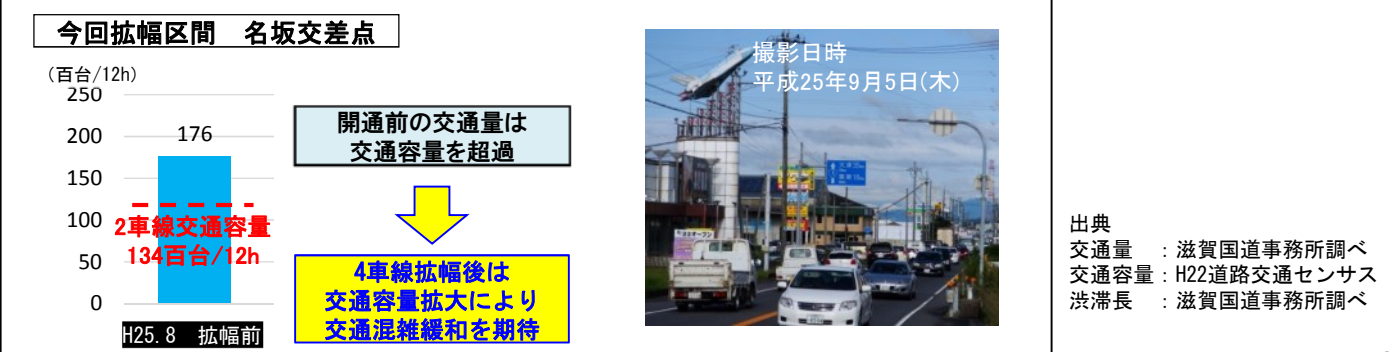 今回拡幅区間　名坂交差点
(百台/12h)
250
200
150
100
50
0
176
2車線交通容量
134百台/12h
H25.8　拡幅前
開通前の交通量は
交通容量を超過
4車線拡幅後は
交通容量拡大により
交通混雑緩和を期待
撮影日時
平成25年9月5日(木)
出典
交通量　：滋賀国道事務所調べ
交通容量：H22道路交通センサス
渋滞長　：滋賀国道事務所調べ